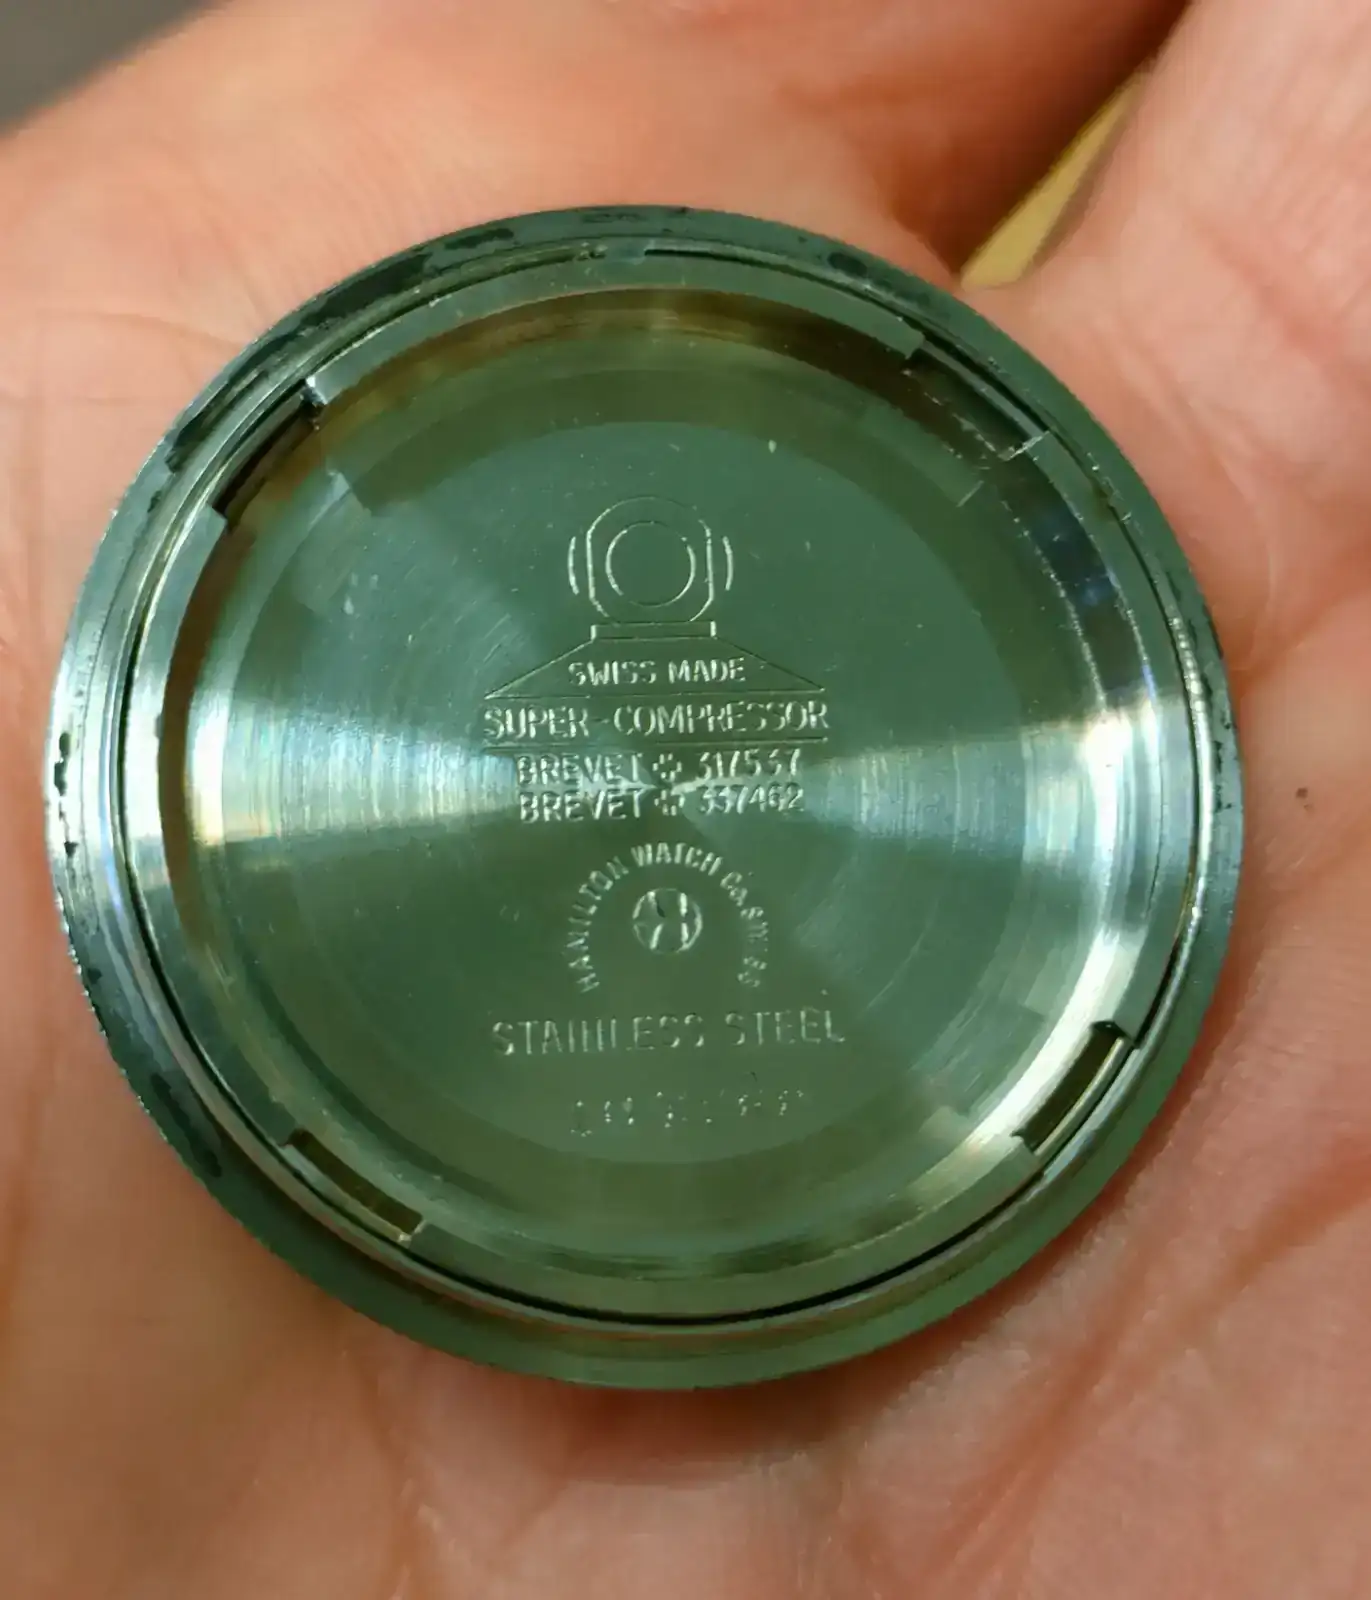 SWISS MADE
SUPER-COMPRESSOR
BREVET ✚ 317537
BREVET ✚ 337462
HAMILTON WATCH Co.
STAINLESS STEEL